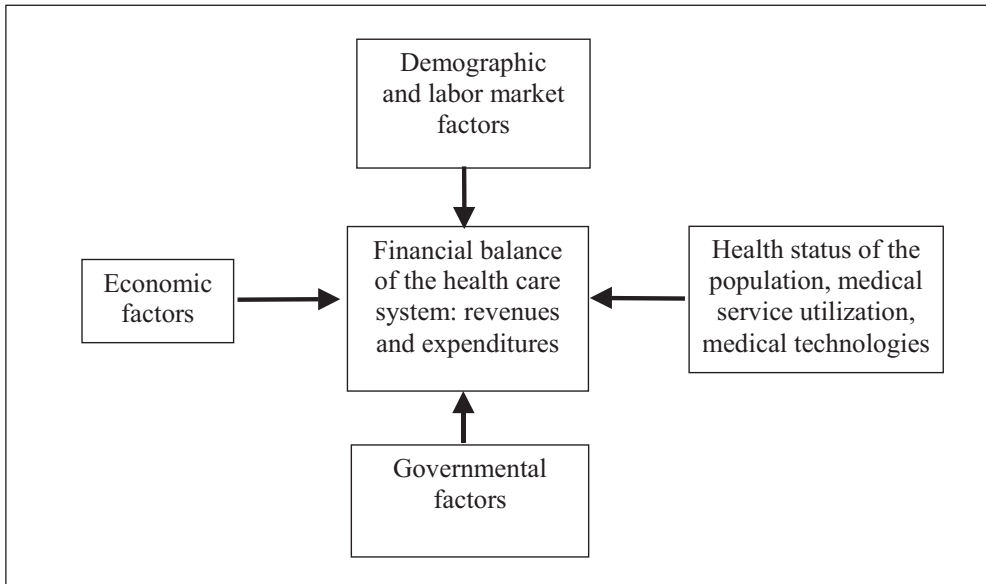 Demographic
and labor market
factors
Economic
factors
Financial balance
of the health care
system: revenues
and expenditures
Health status of the
population, medical
service utilization,
medical technologies
Governmental
factors